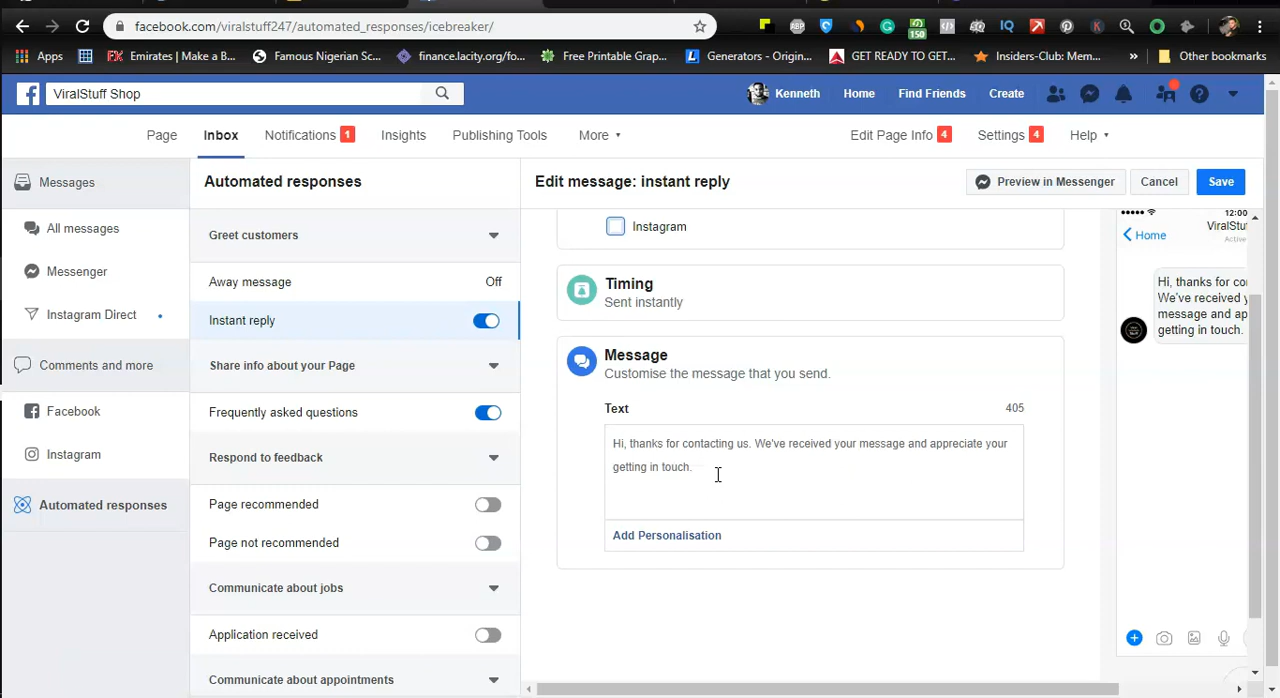 facebook.com/viralstuff247/automated_responses/icebreaker/
150
Apps
Emirates | Make a B...
Famous Nigerian Sc...
finance.lacity.org/fo...
Free Printable Grap...
Generators - Origin...
GET READY TO GET...
Insiders-Club: Mem...
»
Other bookmarks
ViralStuff Shop
Kenneth
Home
Find Friends
Create
Page
Inbox
Notifications 1
Insights
Publishing Tools
More
Edit Page Info 4
Settings 4
Help
Messages
Automated responses
Edit message: instant reply
Preview in Messenger
Cancel
Save
All messages
Messenger
Instagram Direct
Comments and more
Facebook
Instagram
Automated responses
Greet customers
Away message Off
Instant reply
Share info about your Page
Frequently asked questions
Respond to feedback
Page recommended
Page not recommended
Communicate about jobs
Application received
Communicate about appointments
Instagram
Timing
Sent instantly
Message
Customise the message that you send.
Text 405
Hi, thanks for contacting us. We've received your message and appreciate your
getting in touch.
Add Personalisation
12:00
Home
ViralStu
Active
Hi, thanks for co
We've received y
message and ap
getting in touch.